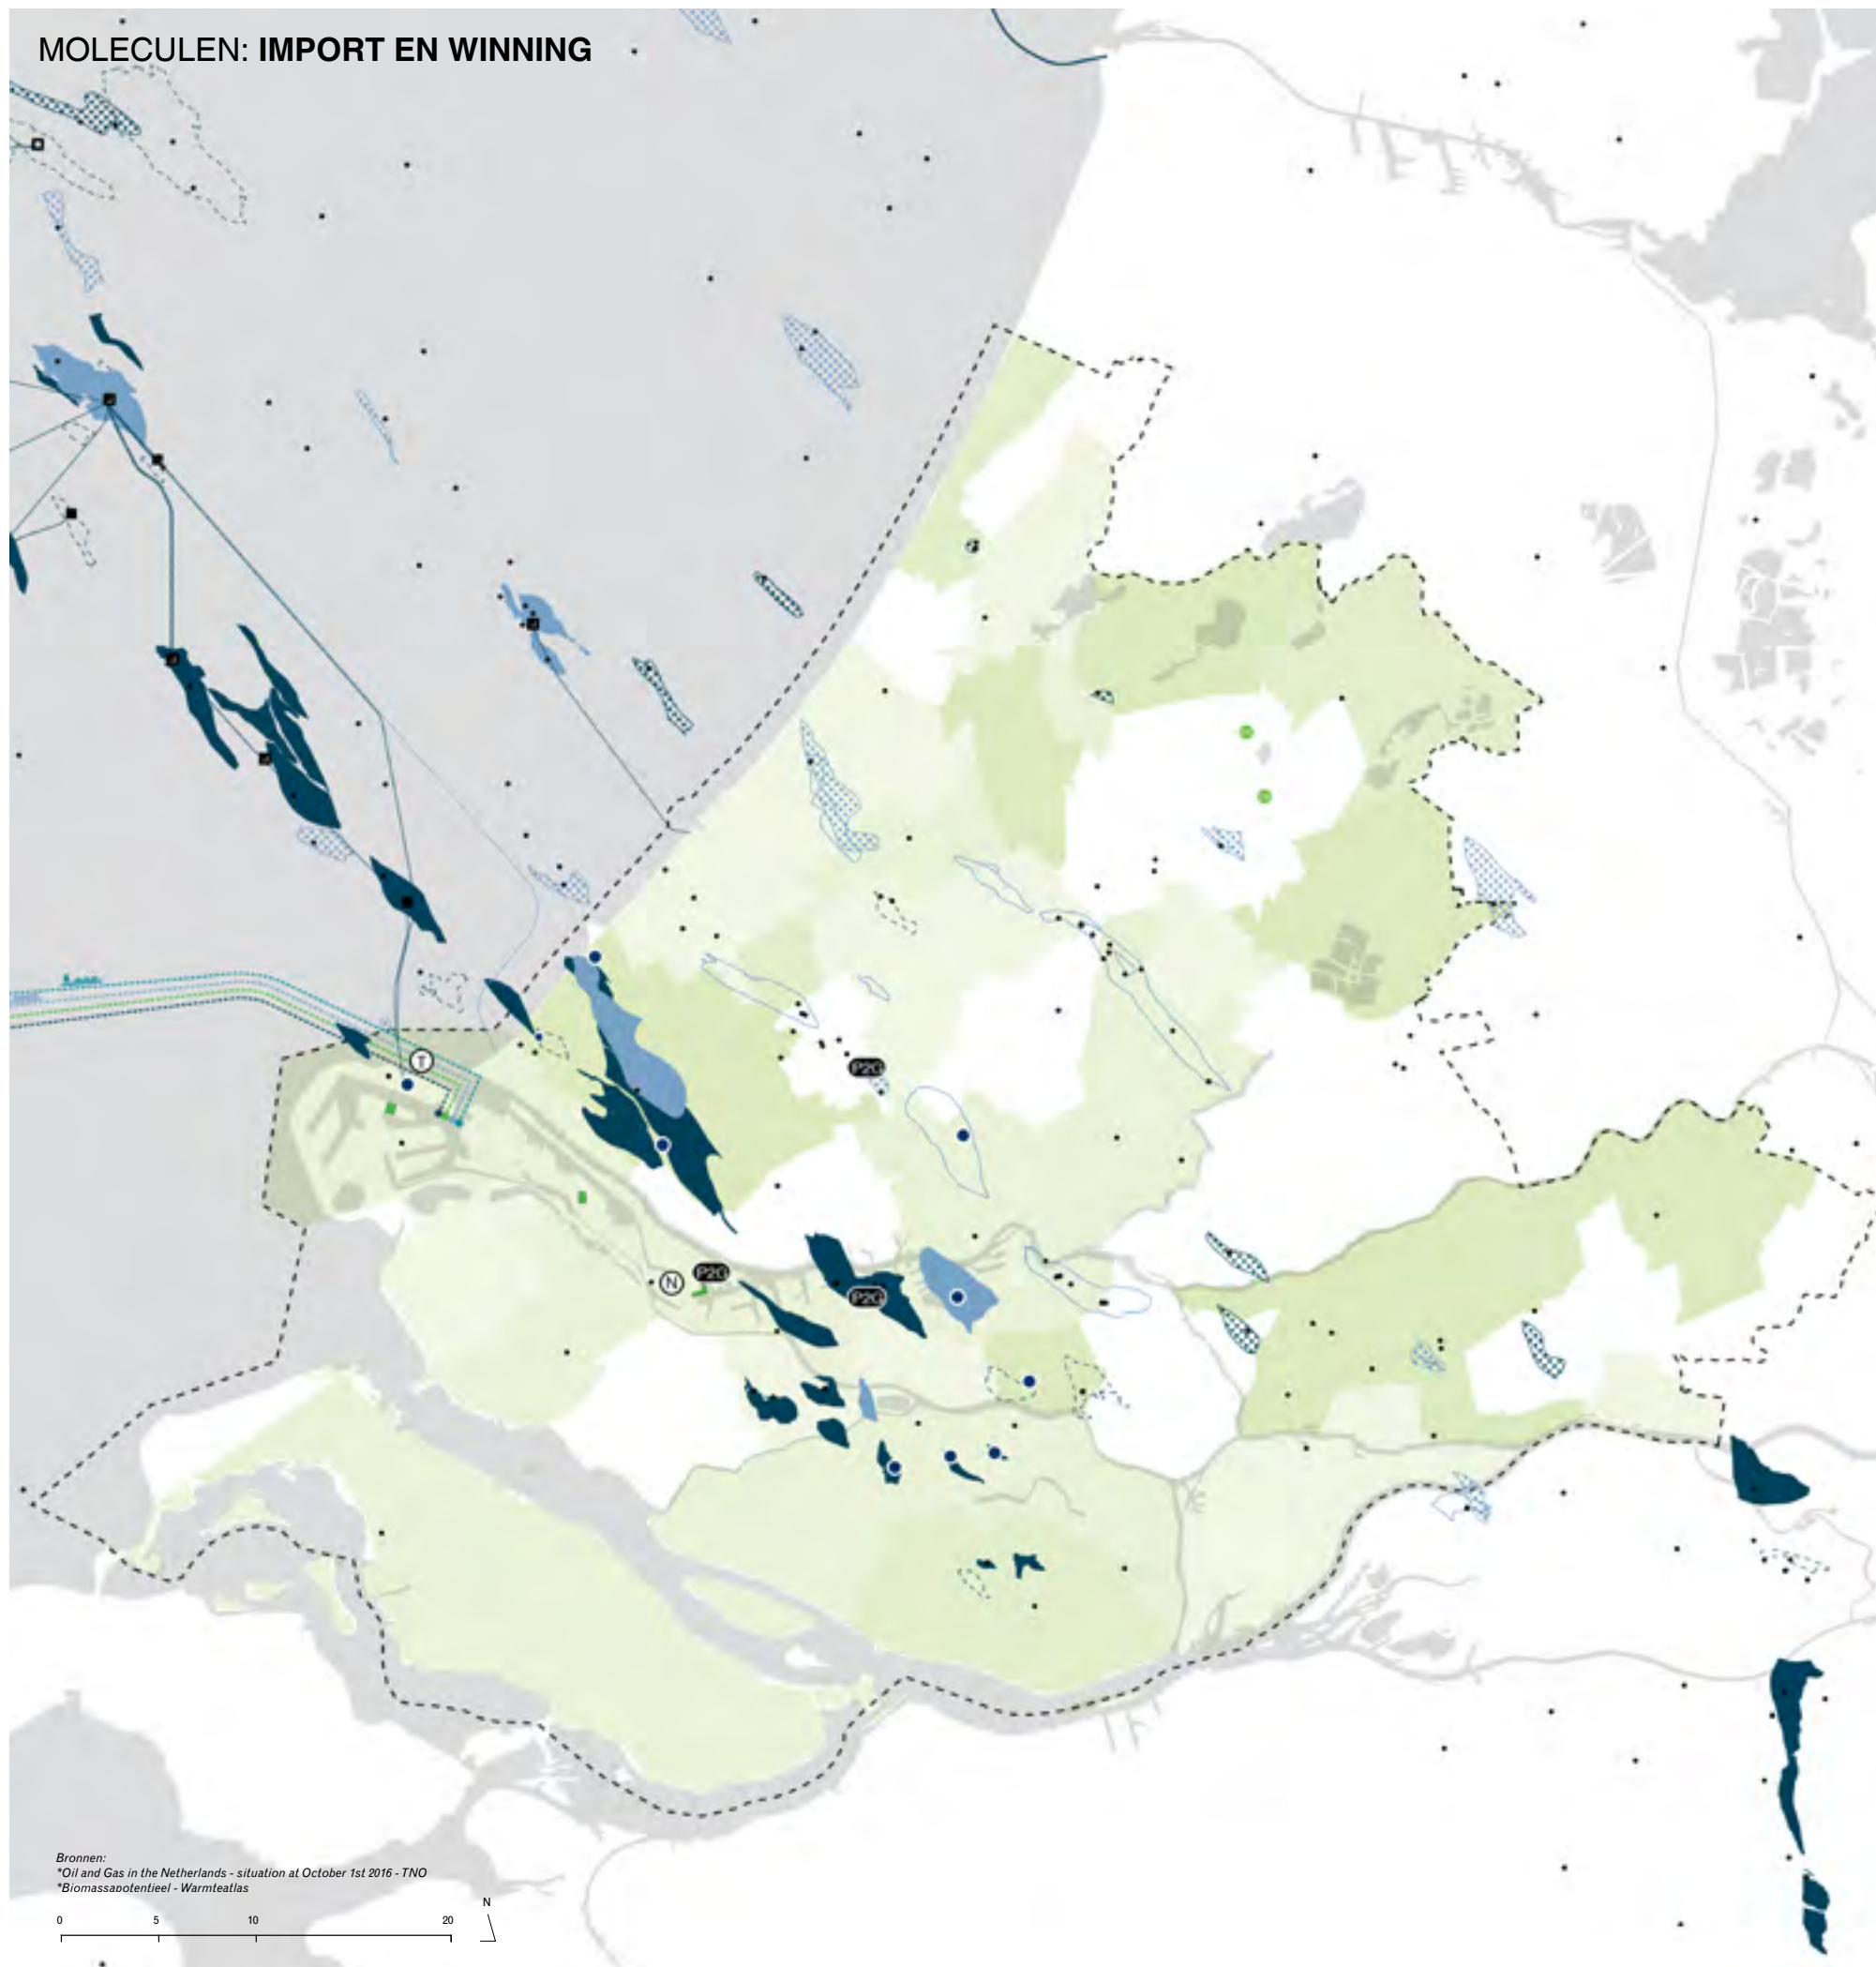 MOLECULEN: IMPORT EN WINNING
T
P2G
N
P2G
P2G
Bronnen:
*Oil and Gas in the Netherlands - situation at October 1st 2016 - TNO
*Biomassapotentieel - Warmteatlas
0 5 10 20
N